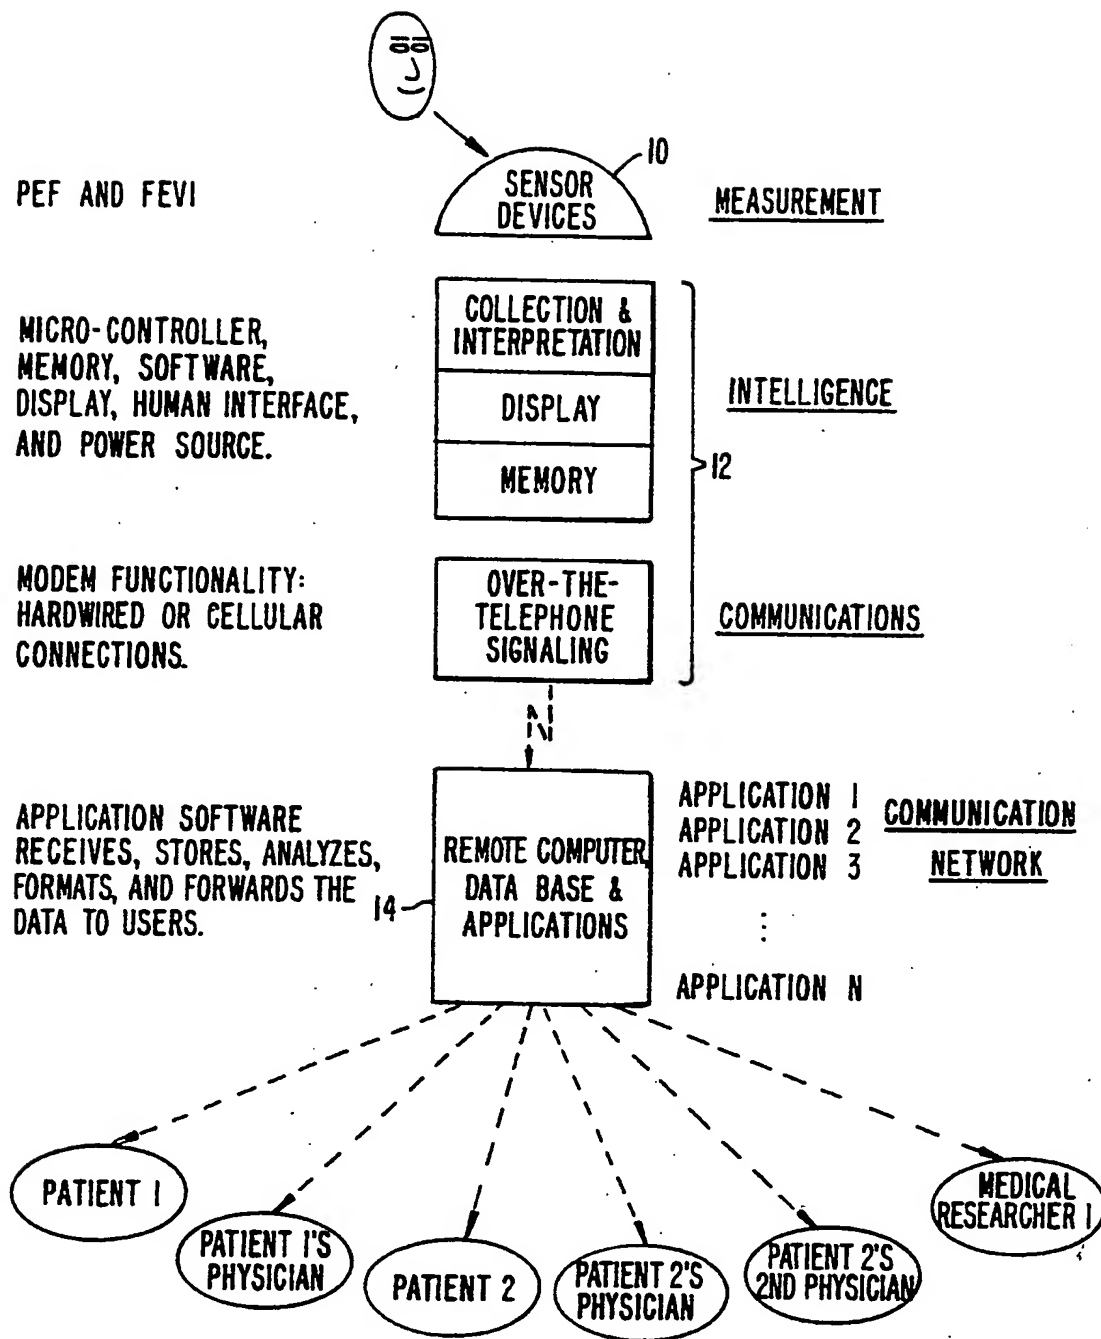 10
PEF AND FEVI
SENSOR
DEVICES
MEASUREMENT
MICRO-CONTROLLER,
MEMORY, SOFTWARE,
DISPLAY, HUMAN INTERFACE,
AND POWER SOURCE.
COLLECTION &
INTERPRETATION
DISPLAY
MEMORY
INTELLIGENCE
12
MODEM FUNCTIONALITY:
HARDWIRED OR CELLULAR
CONNECTIONS.
OVER-THE-
TELEPHONE
SIGNALING
COMMUNICATIONS
APPLICATION SOFTWARE
RECEIVES, STORES, ANALYZES,
FORMATS, AND FORWARDS THE
DATA TO USERS.
14
REMOTE COMPUTER,
DATA BASE &
APPLICATIONS
APPLICATION 1
APPLICATION 2
APPLICATION 3
⋮
APPLICATION N
COMMUNICATION
NETWORK
PATIENT 1
PATIENT 1'S
PHYSICIAN
PATIENT 2
PATIENT 2'S
PHYSICIAN
PATIENT 2'S
2ND PHYSICIAN
MEDICAL
RESEARCHER 1